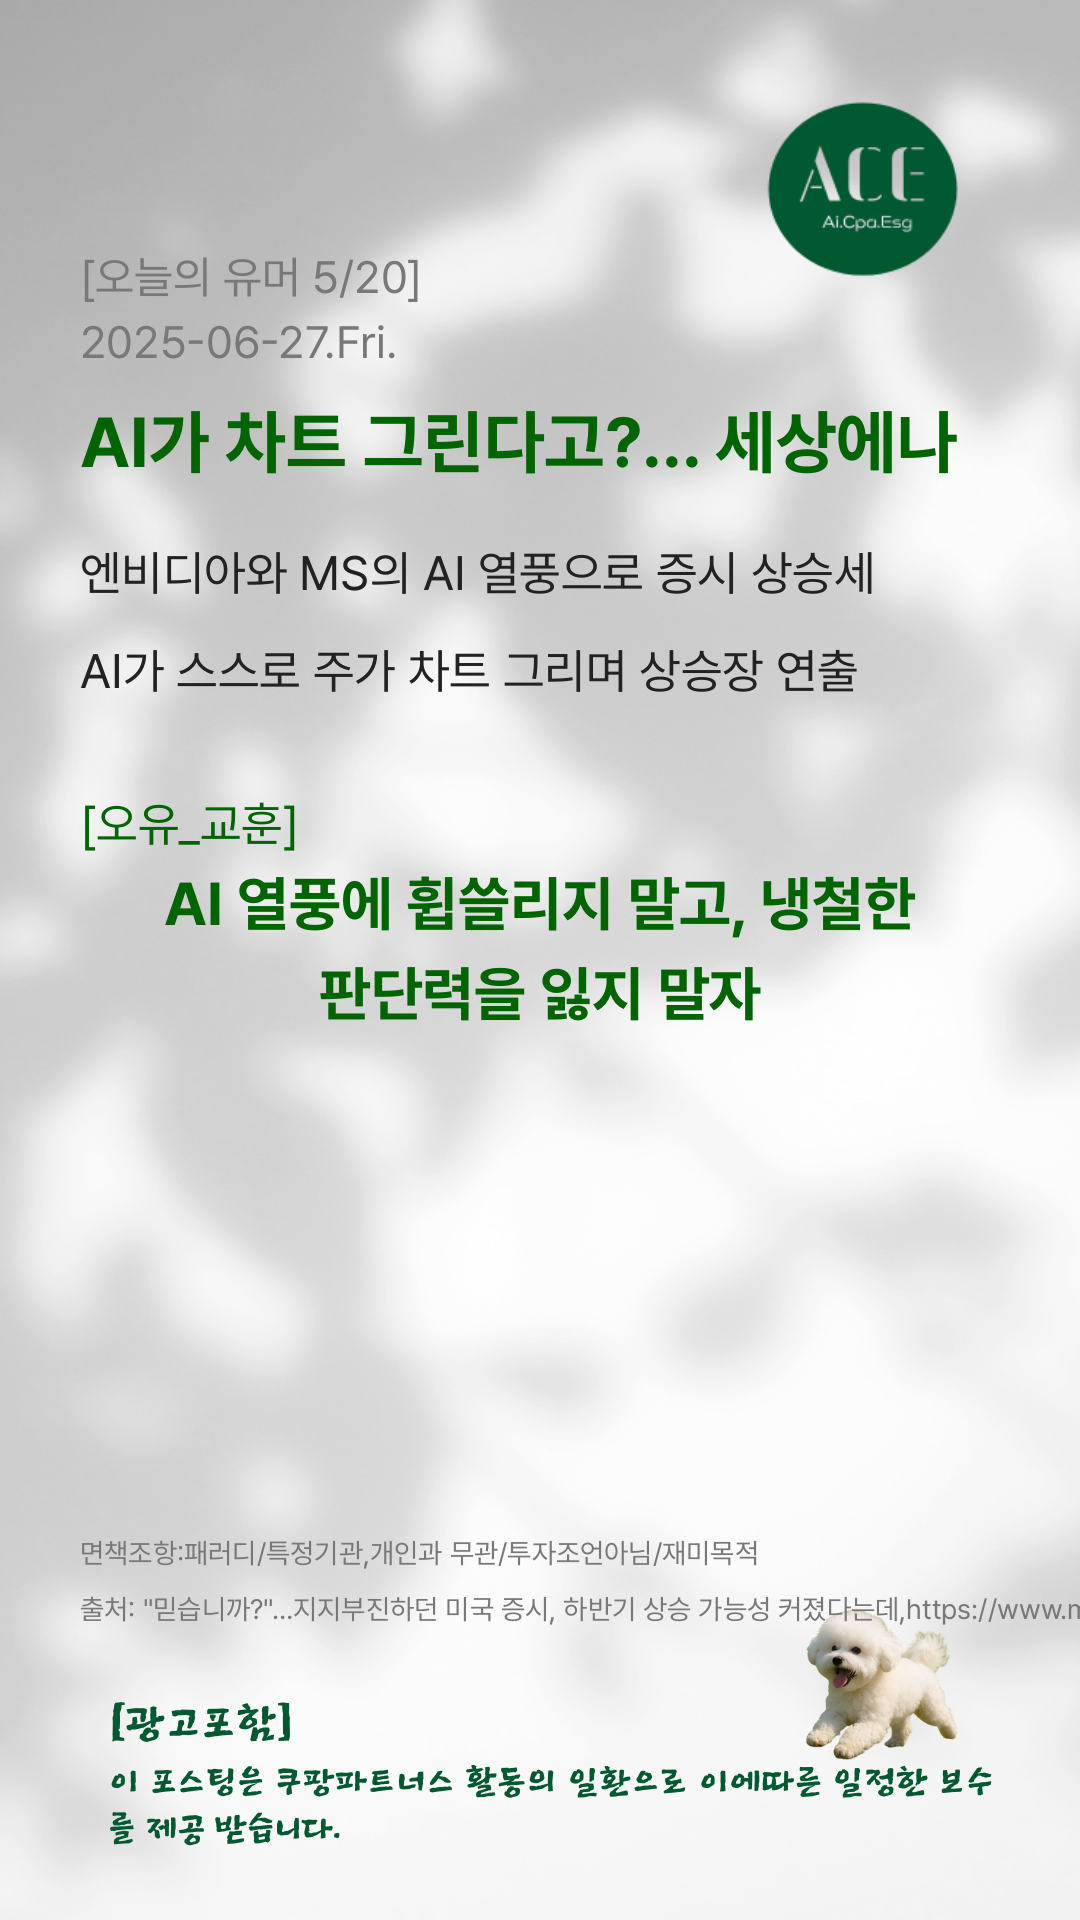 ACE
Ai.Cpa.Esg
[오늘의 유머 5/20]
2025-06-27.Fri.
AI가 차트 그린다고?... 세상에나
엔비디아와 MS의 AI 열풍으로 증시 상승세
AI가 스스로 주가 차트 그리며 상승장 연출
[오유_교훈]
AI 열풍에 휩쓸리지 말고, 냉철한
판단력을 잃지 말자
면책조항:패러디/특정기관,개인과 무관/투자조언아님/재미목적
출처: "믿습니까?"...지지부진하던 미국 증시, 하반기 상승 가능성 커졌다는데,https://www.m
[광고포함]
이 포스팅은 쿠팡파트너스 활동의 일환으로 이에따른 일정한 보수
를 제공 받습니다.